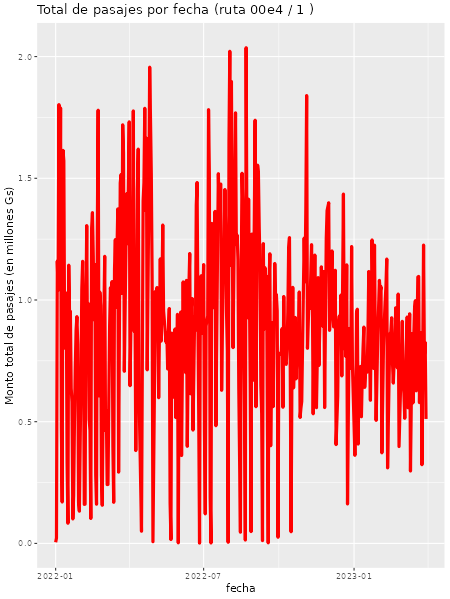 Total de pasajes por fecha (ruta 00e4 / 1 )
Monto total de pasajes (en millones Gs)
2.0
1.5
1.0
0.5
0.0
2022-01
2022-07
2023-01
fecha